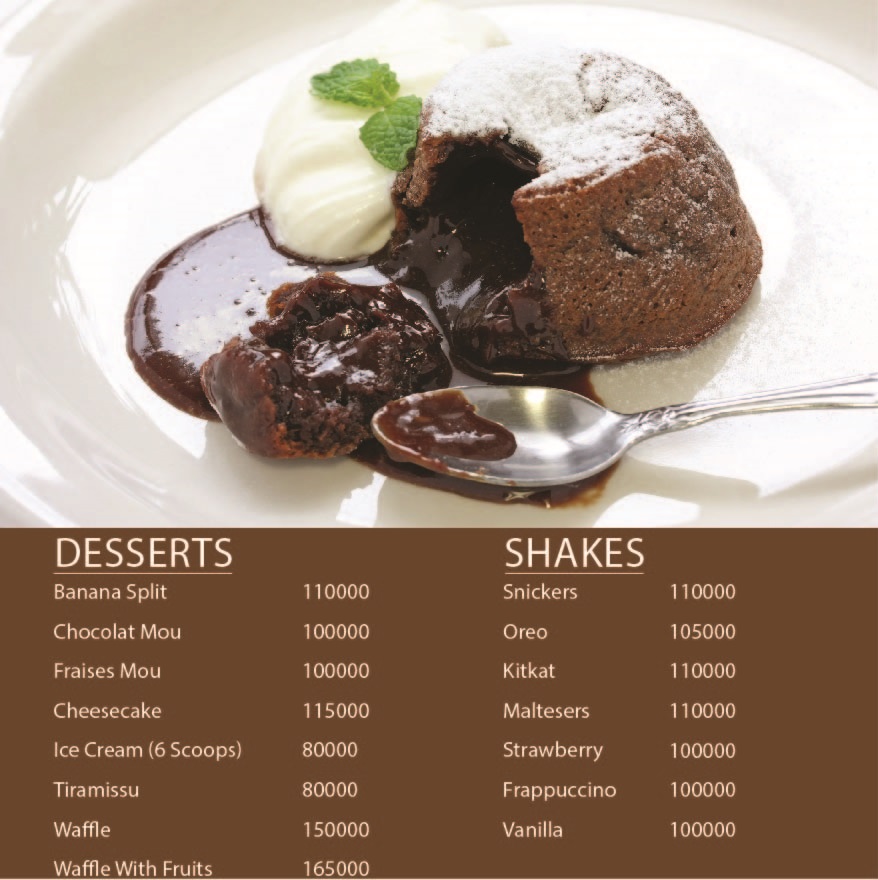 DESSERTS
Banana Split 110000
Chocolat Mou 100000
Fraises Mou 100000
Cheesecake 115000
Ice Cream (6 Scoops) 80000
Tiramissu 80000
Waffle 150000
Waffle With Fruits 165000
SHAKES
Snickers 110000
Oreo 105000
Kitkat 110000
Maltesers 110000
Strawberry 100000
Frappuccino 100000
Vanilla 100000